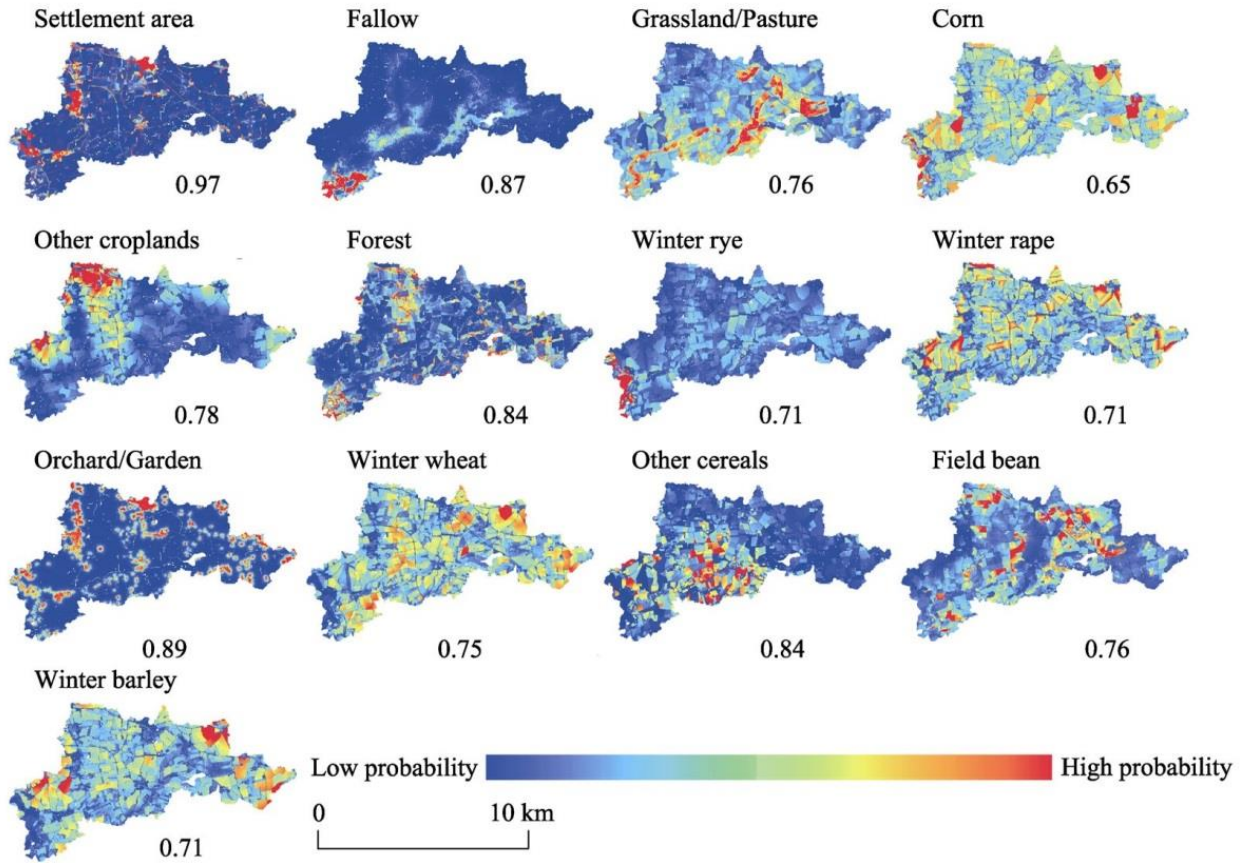 Settlement area
Fallow
Grassland/Pasture
Corn
0.97
0.87
0.76
0.65
Other croplands
Forest
Winter rye
Winter rape
0.78
0.84
0.71
0.71
Orchard/Garden
Winter wheat
Other cereals
Field bean
0.89
0.75
0.84
0.76
Winter barley
0.71
Low probability
High probability
0
10 km